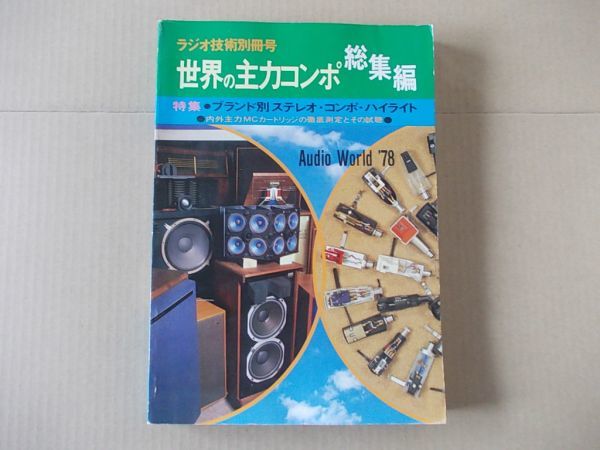 ラジオ技術別冊号
世界の主力コンポ総集編
特集●ブランド別ステレオ・コンポ・ハイライト
●内外主力MCカートリッジの徹底測定とその試聴●
Audio World '78